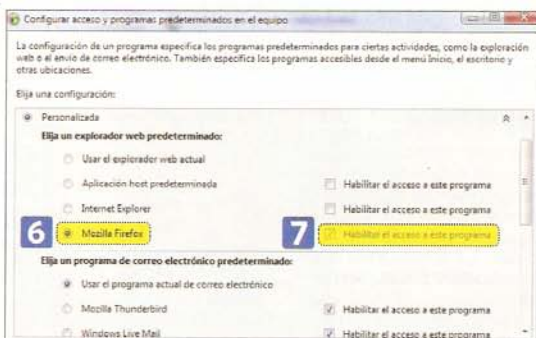 Configurar acceso y programas predeterminados en el equipo
La configuración de un programa especifica los programas predeterminados para ciertas actividades, como la exploración
web o el envío de correo electrónico. También especifica los programas accesibles desde el menú Inicio, el escritorio y
otras ubicaciones.
Elija una configuración:
Personalizada
Elija un explorador web predeterminado:
Usar el explorador web actual
Aplicación host predeterminada Habilitar el acceso a este programa
Internet Explorer Habilitar el acceso a este programa
6 Mozilla Firefox 7 Habilitar el acceso a este programa
Elija un programa de correo electrónico predeterminado:
Usar el programa actual de correo electrónico
Mozilla Thunderbird Habilitar el acceso a este programa
Windows Live Mail Habilitar el acceso a este programa